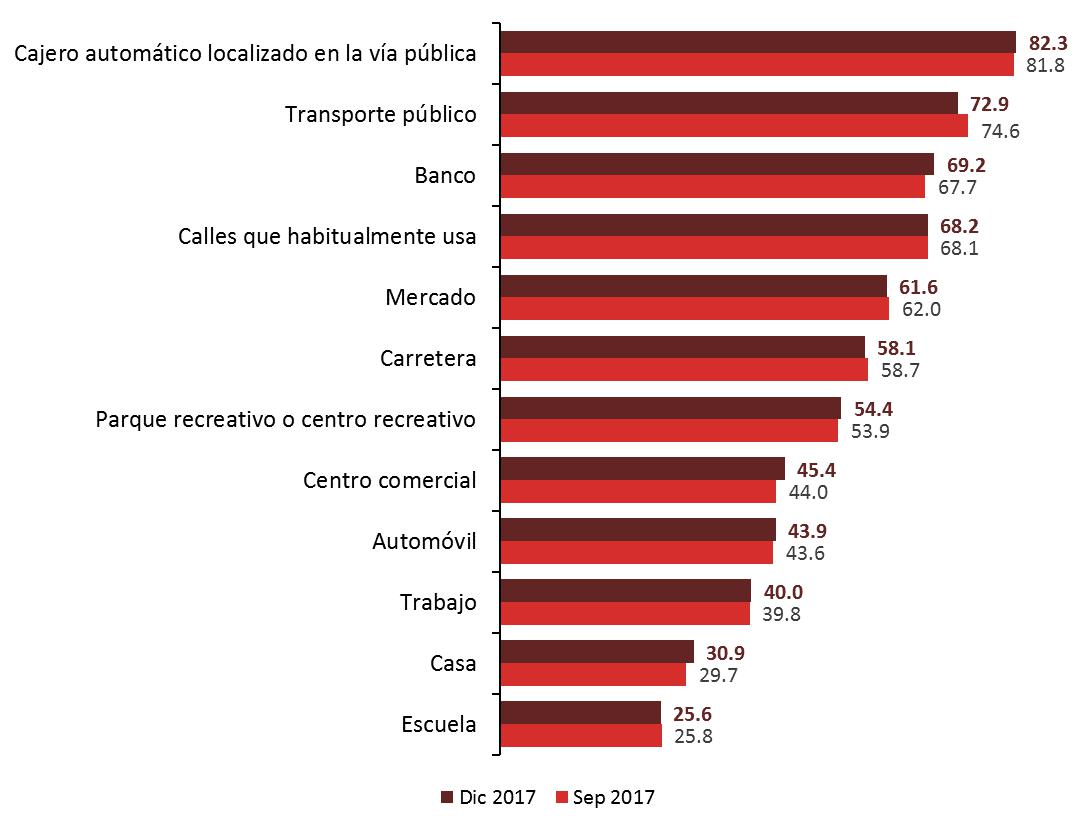 Cajero automático localizado en la vía pública
82.3
81.8
Transporte público
72.9
74.6
Banco
69.2
67.7
Calles que habitualmente usa
68.2
68.1
Mercado
61.6
62.0
Carretera
58.1
58.7
Parque recreativo o centro recreativo
54.4
53.9
Centro comercial
45.4
44.0
Automóvil
43.9
43.6
Trabajo
40.0
39.8
Casa
30.9
29.7
Escuela
25.6
25.8
Dic 2017 Sep 2017